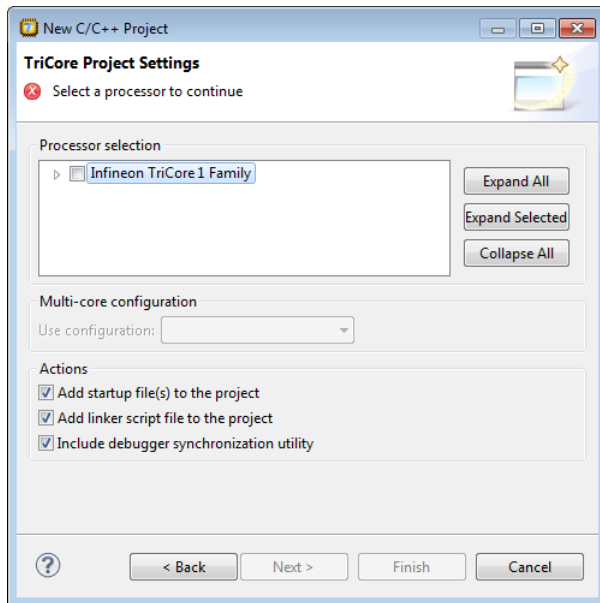 New C/C++ Project
TriCore Project Settings
Select a processor to continue
Processor selection
Infineon TriCore 1 Family
Expand All
Expand Selected
Collapse All
Multi-core configuration
Use configuration:
Actions
Add startup file(s) to the project
Add linker script file to the project
Include debugger synchronization utility
?
< Back
Next >
Finish
Cancel